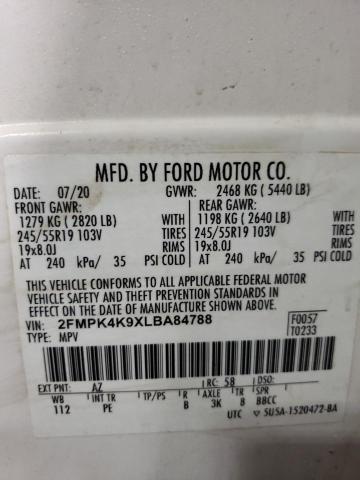 MFD. BY FORD MOTOR CO.
DATE: 07/20 GVWR: 2468 KG ( 5440 LB)
FRONT GAWR: REAR GAWR:
1279 KG ( 2820 LB) WITH 1198 KG ( 2640 LB) WITH
245/55R19 103V TIRES 245/55R19 103V TIRES
19x8.0J RIMS 19x8.0J RIMS
AT 240 kPa/ 35 PSI COLD AT 240 kPa/ 35 PSI COLD
THIS VEHICLE CONFORMS TO ALL APPLICABLE FEDERAL MOTOR
VEHICLE SAFETY AND THEFT PREVENTION STANDARDS IN EFFECT ON
THE DATE OF MANUFACTURE SHOWN ABOVE.
VIN: 2FMPK4K9XLBA84788 F0057
TYPE: MPV T0233
EXT PNT: AZ RC: 58 DSO:
WB INT TR TP/PS R AXLE TR SPR
112 PE B 3K 8 BBCC
UTC SU5A-1520472-BA